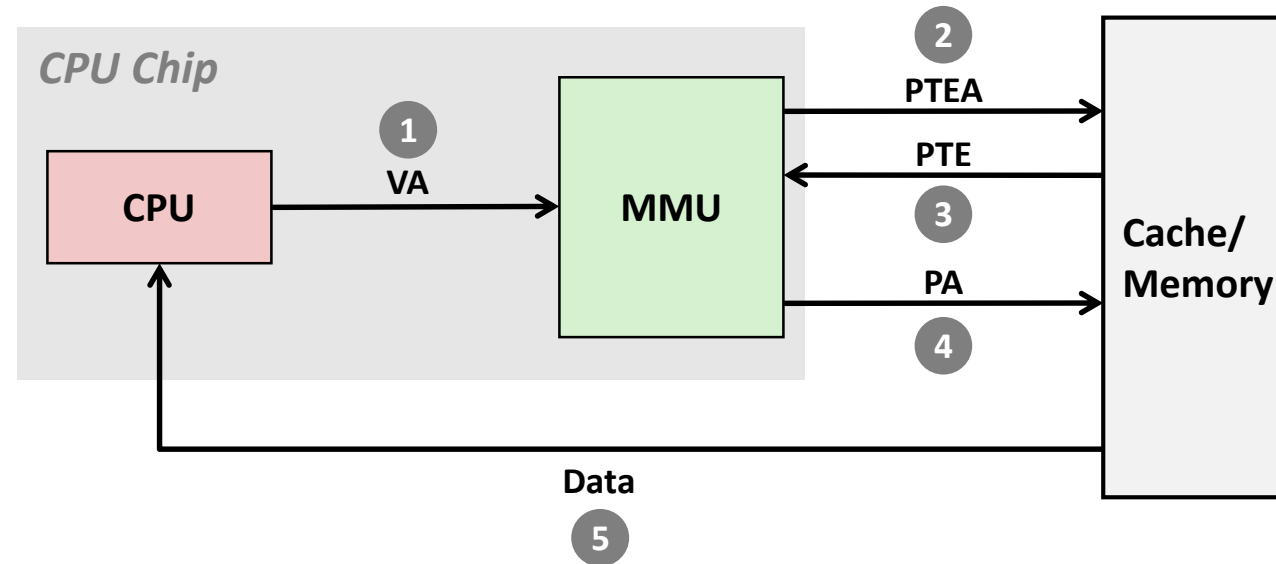 CPU Chip
CPU
1
VA
MMU
2
PTEA
PTE
3
PA
4
Cache/
Memory
Data
5